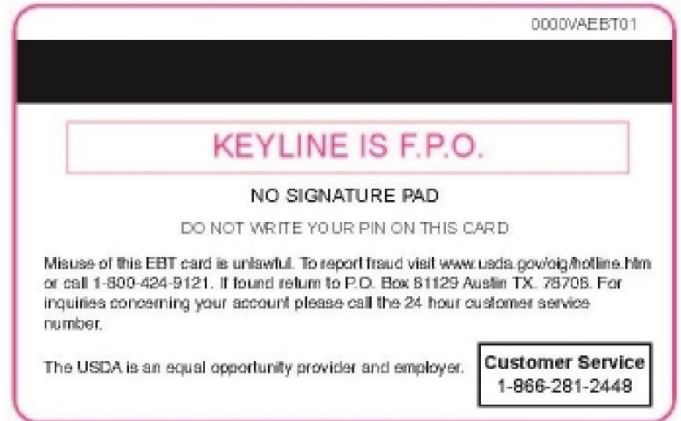 0000VAEBT01
KEYLINE IS F.P.O.
NO SIGNATURE PAD
DO NOT WRITE YOUR PIN ON THIS CARD
Misuse of this EBT card is unlawful. To report fraud visit www.usda.gov/oig/hotline.htm
or call 1-800-424-9121. If found return to P.O. Box 81129 Austin TX. 78708. For
inquiries concerning your account please call the 24 hour customer service
number.
The USDA is an equal opportunity provider and employer.
Customer Service
1-866-281-2448